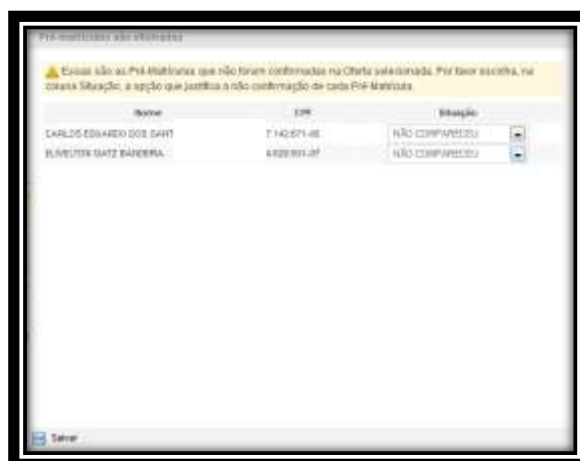 Pré-matrículas não efetivadas
Essas são as Pré-Matrículas que não foram confirmadas na Oferta selecionada. Por favor escolha, na
coluna Situação, a opção que justifica a não confirmação de cada Pré-Matrícula.
Nome CPF Situação
CARLOS EDUARDO DOS SANT NÃO COMPARECEU
BANDEIRA NÃO COMPARECEU
Salvar